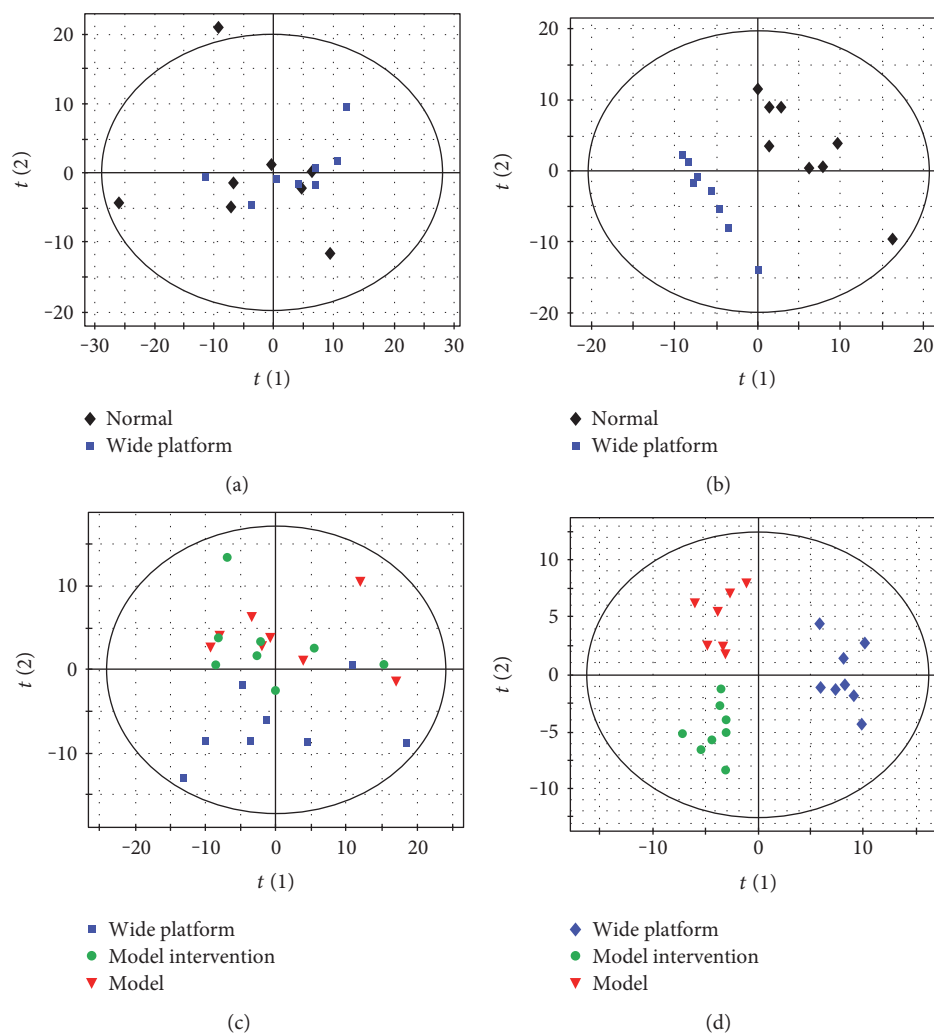 20
10
0
−10
−20
t (2)
−30 −20 −10 0 10 20 30
t (1)
Normal
Wide platform
(a)
20
10
0
−10
−20
t (2)
−20 −10 0 10 20
t (1)
Normal
Wide platform
(b)
10
0
−10
t (2)
−20 −10 0 10 20
t (1)
Wide platform
Model intervention
Model
(c)
10
5
0
−5
−10
t (2)
−10 0 10
t (1)
Wide platform
Model intervention
Model
(d)